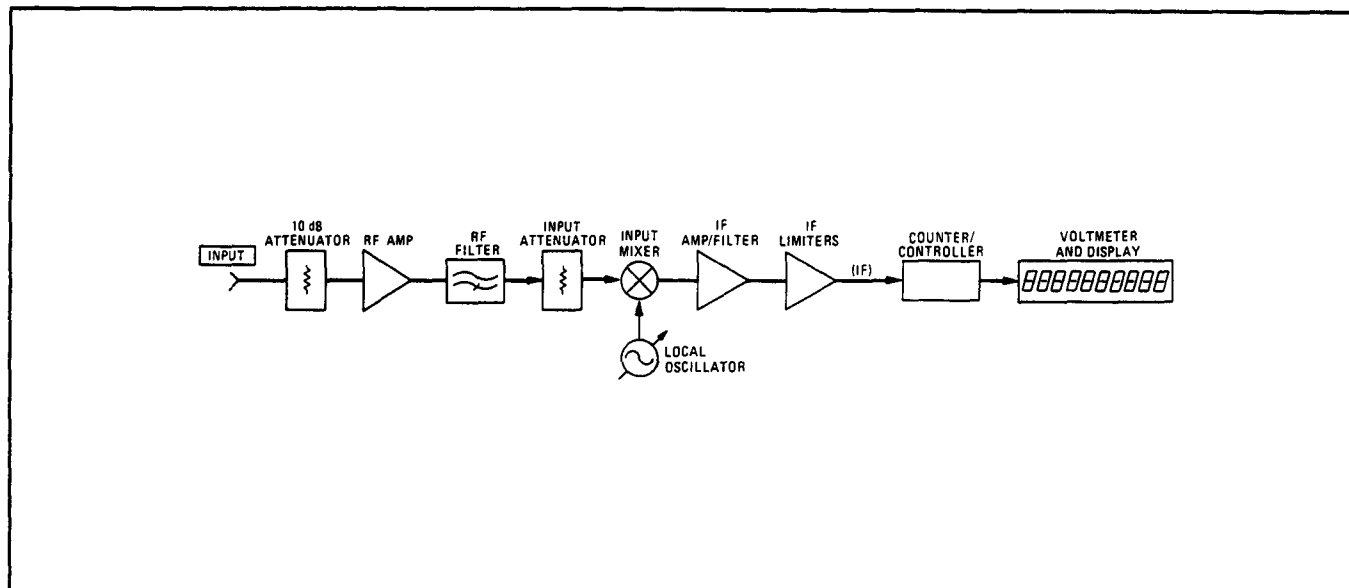 INPUT
10 dB
ATTENUATOR
RF AMP
RF
FILTER
INPUT
ATTENUATOR
INPUT
MIXER
LOCAL
OSCILLATOR
IF
AMP/FILTER
IF
LIMITERS
(IF)
COUNTER/
CONTROLLER
VOLTMETER
AND DISPLAY
8888888888